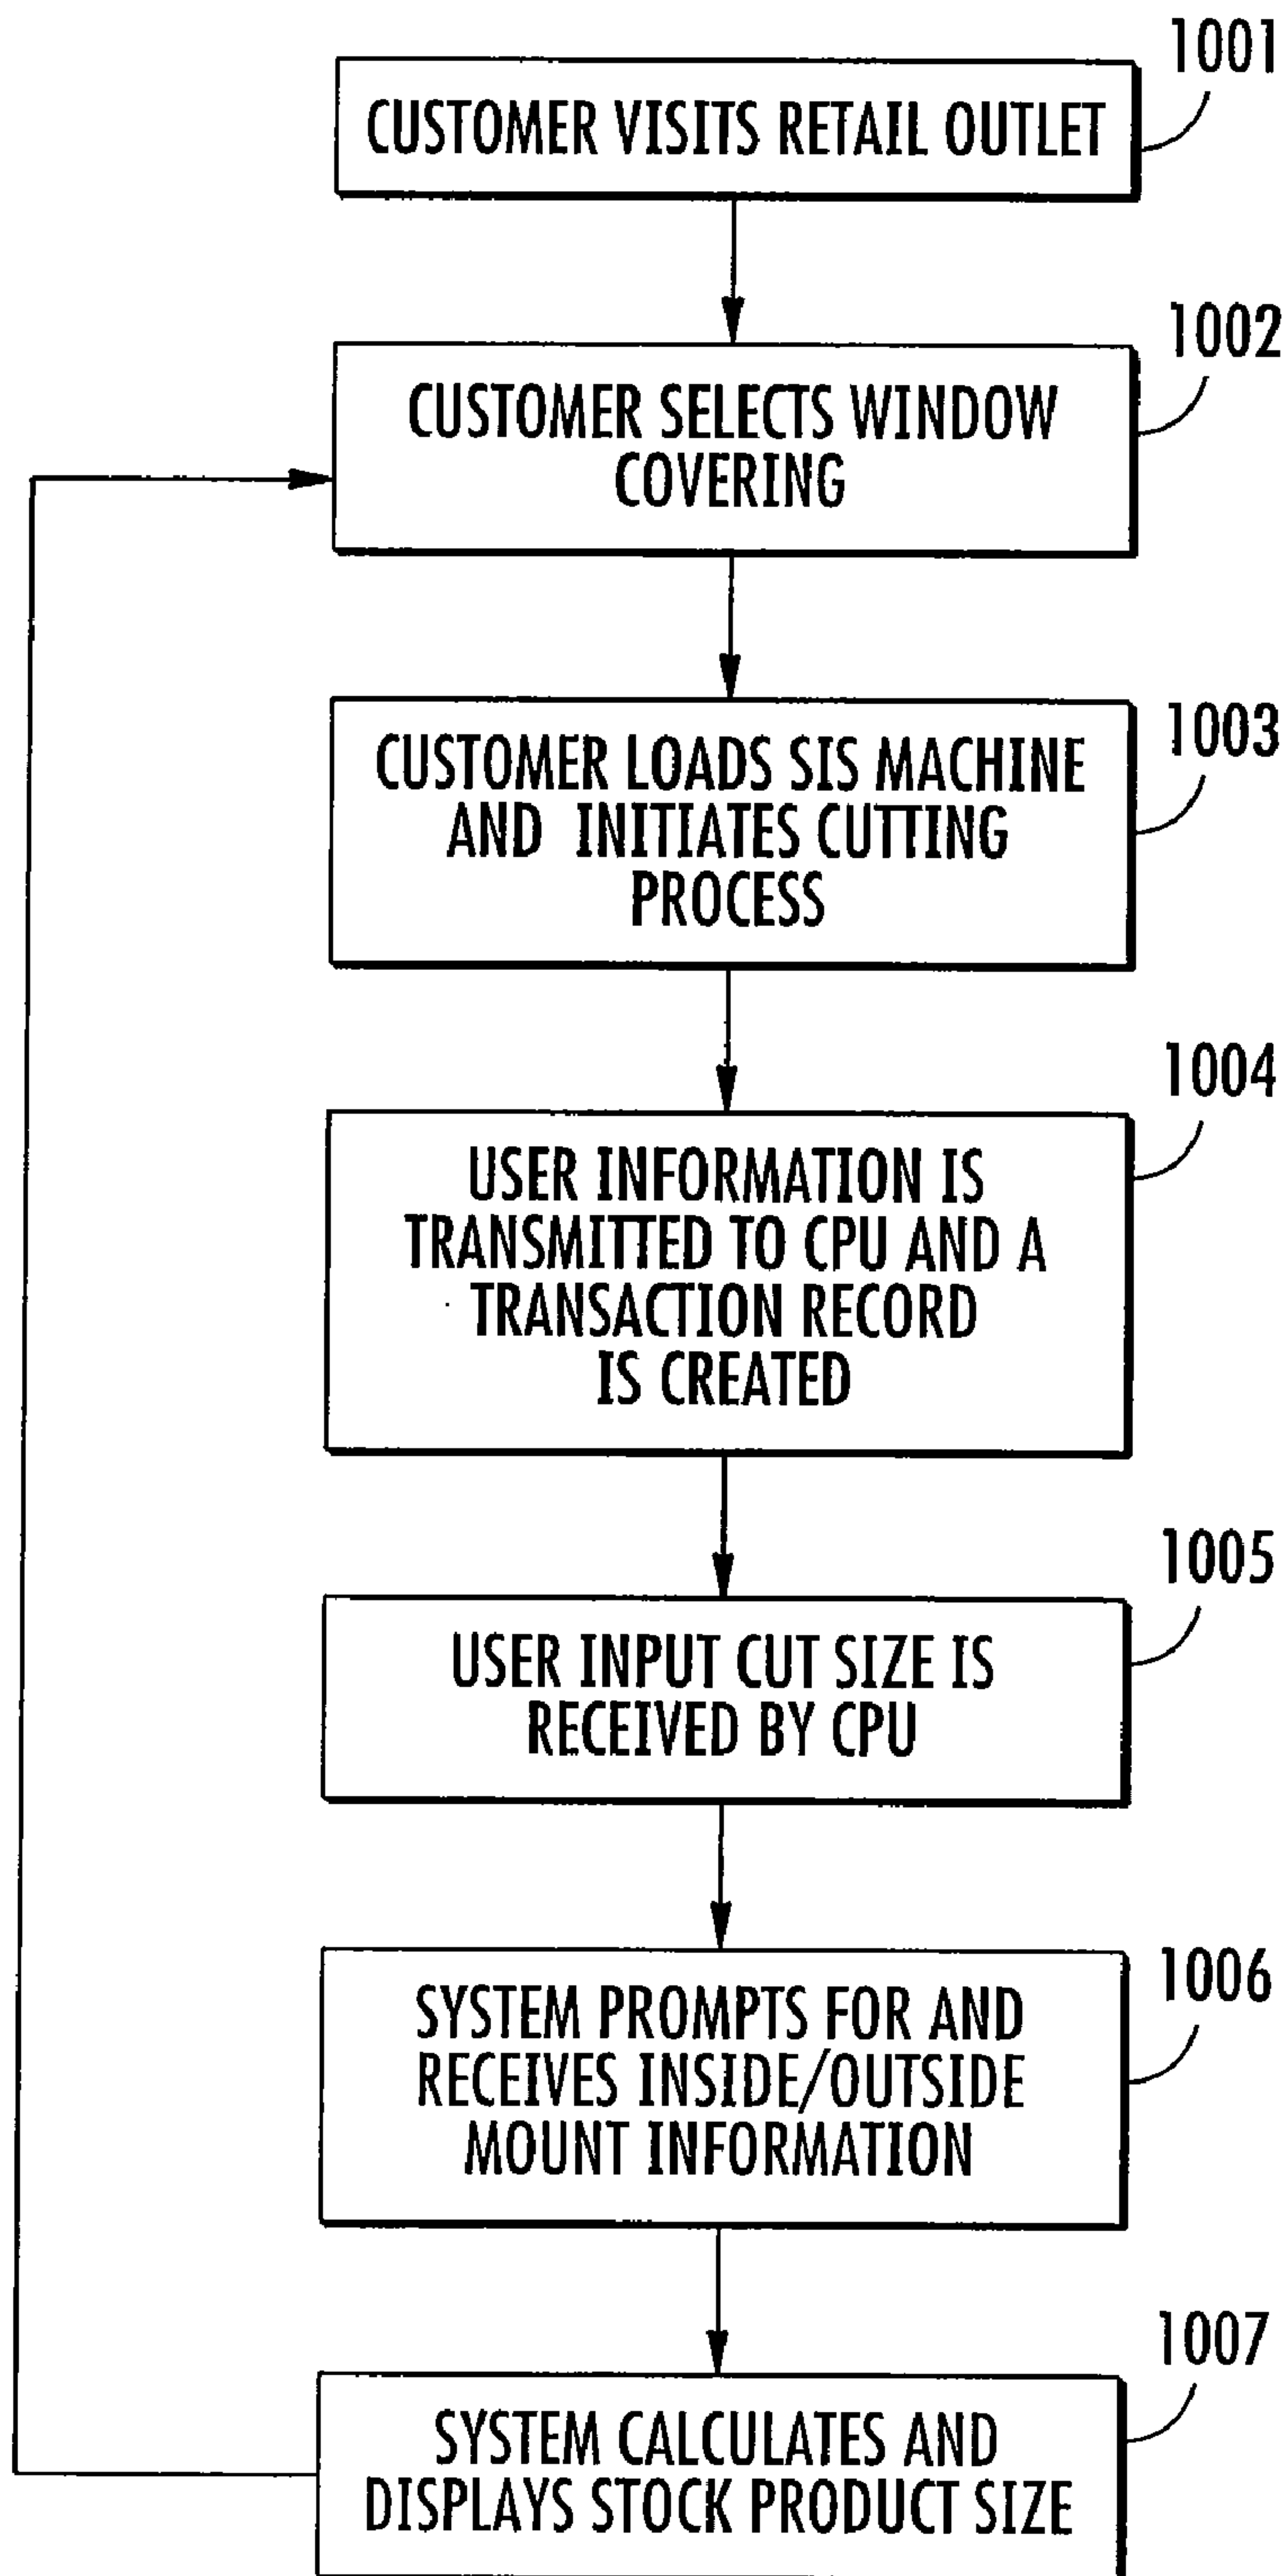 1001
CUSTOMER VISITS RETAIL OUTLET
1002
CUSTOMER SELECTS WINDOW
COVERING
1003
CUSTOMER LOADS SIS MACHINE
AND INITIATES CUTTING
PROCESS
1004
USER INFORMATION IS
TRANSMITTED TO CPU AND A
TRANSACTION RECORD
IS CREATED
1005
USER INPUT CUT SIZE IS
RECEIVED BY CPU
1006
SYSTEM PROMPTS FOR AND
RECEIVES INSIDE/OUTSIDE
MOUNT INFORMATION
1007
SYSTEM CALCULATES AND
DISPLAYS STOCK PRODUCT SIZE